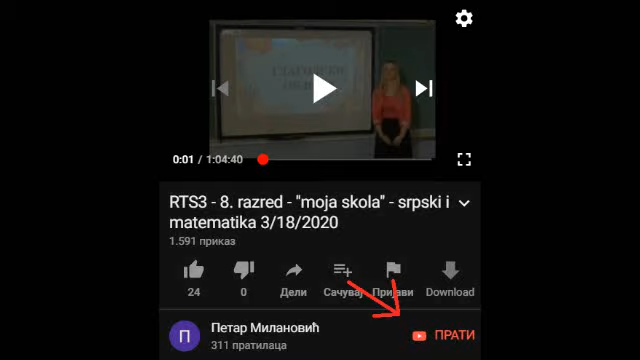 ГЛАГОЛСКИ
0:01 / 1:04:40
RTS3 - 8. razred - "moja skola" - srpski i
matematika 3/18/2020
1.591 приказ
24 0 Дели Сачувај Пријави Download
Петар Милановић
П
311 пратилаца
ПРАТИ